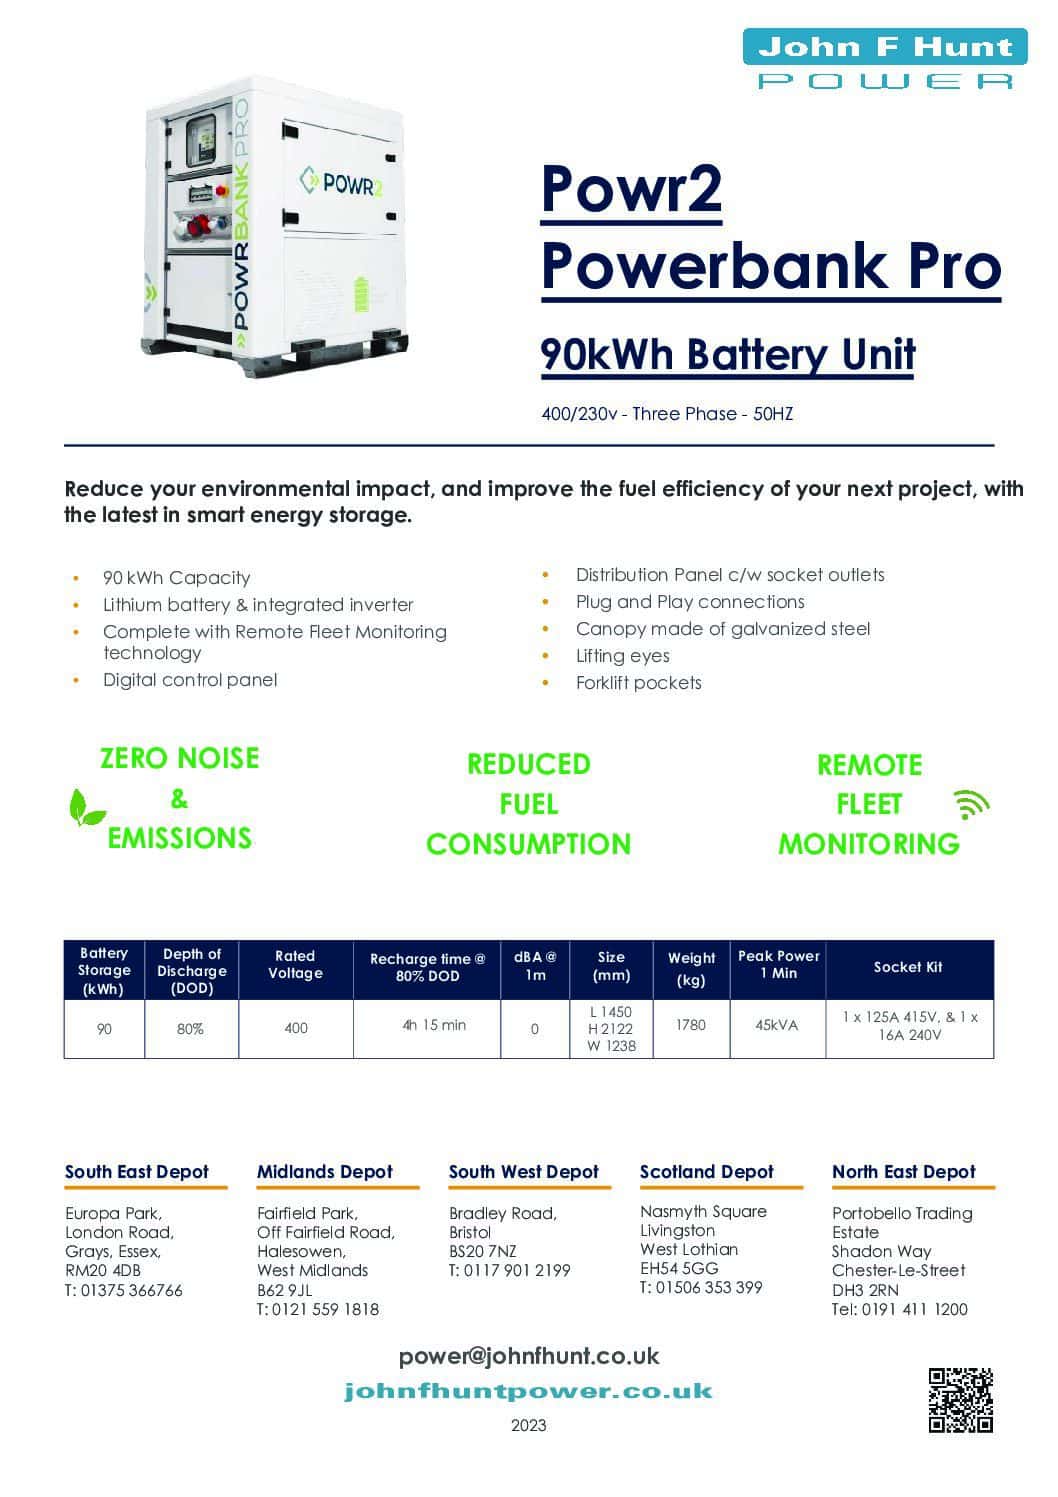 John F Hunt
POWER
POWRBANK PRO
POWR2
Powr2
Powerbank Pro
90kWh Battery Unit
400/230v - Three Phase - 50HZ
Reduce your environmental impact, and improve the fuel efficiency of your next project, with
the latest in smart energy storage.
• 90 kWh Capacity
• Lithium battery & integrated inverter
• Complete with Remote Fleet Monitoring
technology
• Digital control panel
• Distribution Panel c/w socket outlets
• Plug and Play connections
• Canopy made of galvanized steel
• Lifting eyes
• Forklift pockets
ZERO NOISE
&
EMISSIONS
REDUCED
FUEL
CONSUMPTION
REMOTE
FLEET
MONITORING
Battery
Storage
(kWh)
Depth of
Discharge
(DOD)
Rated
Voltage
Recharge time @
80% DOD
dBA @
1m
Size
(mm)
Weight
(kg)
Peak Power
1 Min
Socket Kit
90
80%
400
4h 15 min
0
L 1450
H 2122
W 1238
1780
45kVA
1 x 125A 415V, & 1 x
16A 240V
South East Depot
Europa Park,
London Road,
Grays, Essex,
RM20 4DB
T: 01375 366766
Midlands Depot
Fairfield Park,
Off Fairfield Road,
Halesowen,
West Midlands
B62 9JL
T: 0121 559 1818
South West Depot
Bradley Road,
Bristol
BS20 7NZ
T: 0117 901 2199
Scotland Depot
Nasmyth Square
Livingston
West Lothian
EH54 5GG
T: 01506 353 399
North East Depot
Portobello Trading
Estate
Shadon Way
Chester-Le-Street
DH3 2RN
Tel: 0191 411 1200
power@johnfhunt.co.uk
johnfhuntpower.co.uk
2023